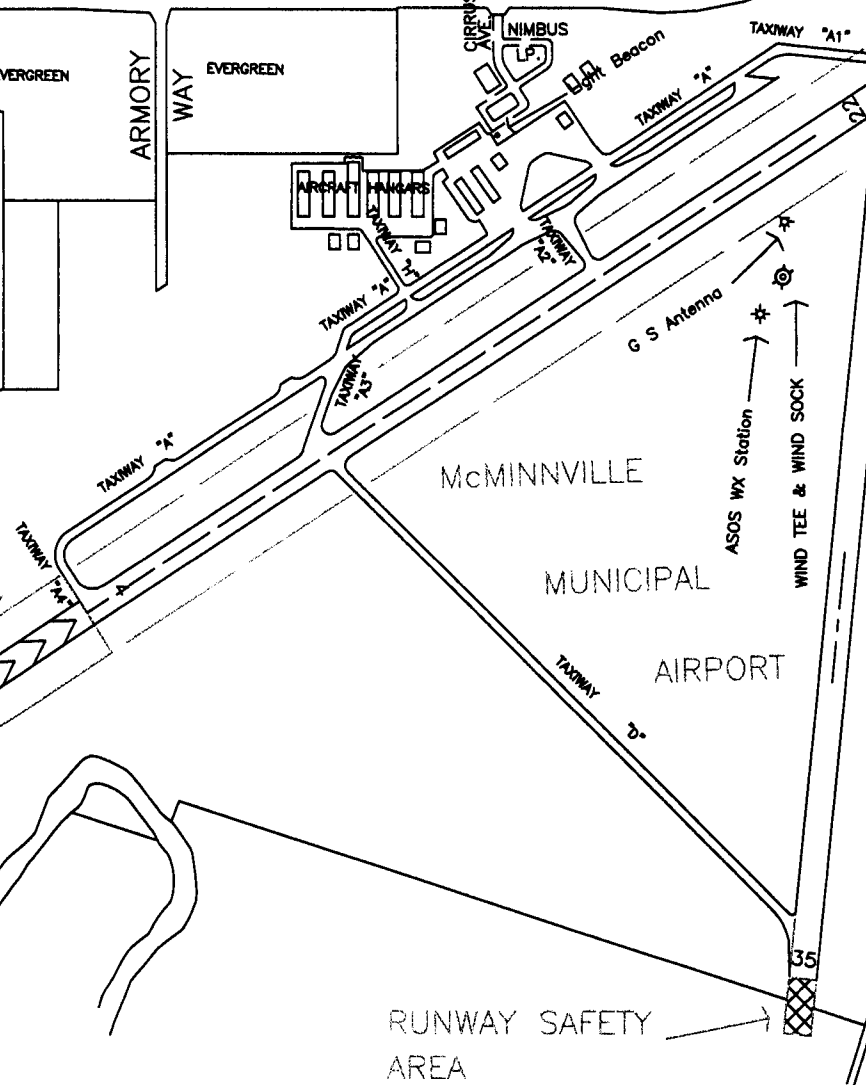 CIRRUS
AVE.
NIMBUS
LP.
TAXIWAY "A1"
VERGREEN
ARMORY
WAY
EVERGREEN
Light Beacon
TAXIWAY "A"
22
AIRCRAFT HANGARS
TAXIWAY "H"
TAXIWAY
"A2"
TAXIWAY "A"
G S Antenna
TAXIWAY
"A3"
TAXIWAY "A"
ASOS WX Station
WIND TEE & WIND SOCK
McMINNVILLE
MUNICIPAL
AIRPORT
TAXIWAY
"A4"
4
TAXIWAY
35
RUNWAY SAFETY
AREA